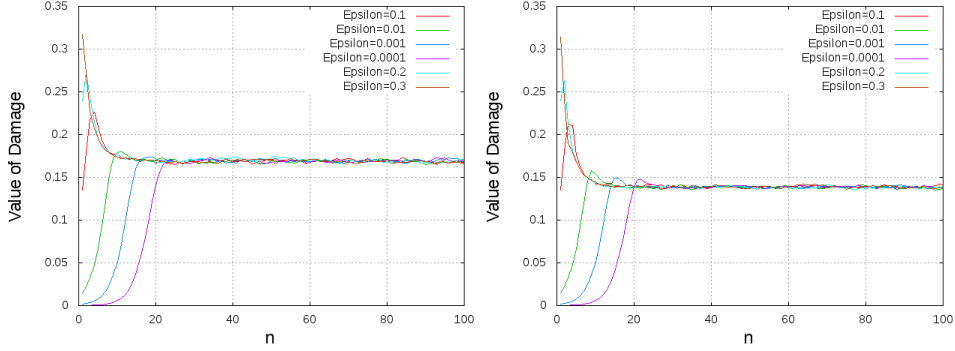 0.35
0.3
0.25
0.2
0.15
0.1
0.05
0
Value of Damage
Epsilon=0.1
Epsilon=0.01
Epsilon=0.001
Epsilon=0.0001
Epsilon=0.2
Epsilon=0.3
0 20 40 60 80 100
n
0.35
0.3
0.25
0.2
0.15
0.1
0.05
0
Value of Damage
Epsilon=0.1
Epsilon=0.01
Epsilon=0.001
Epsilon=0.0001
Epsilon=0.2
Epsilon=0.3
0 20 40 60 80 100
n